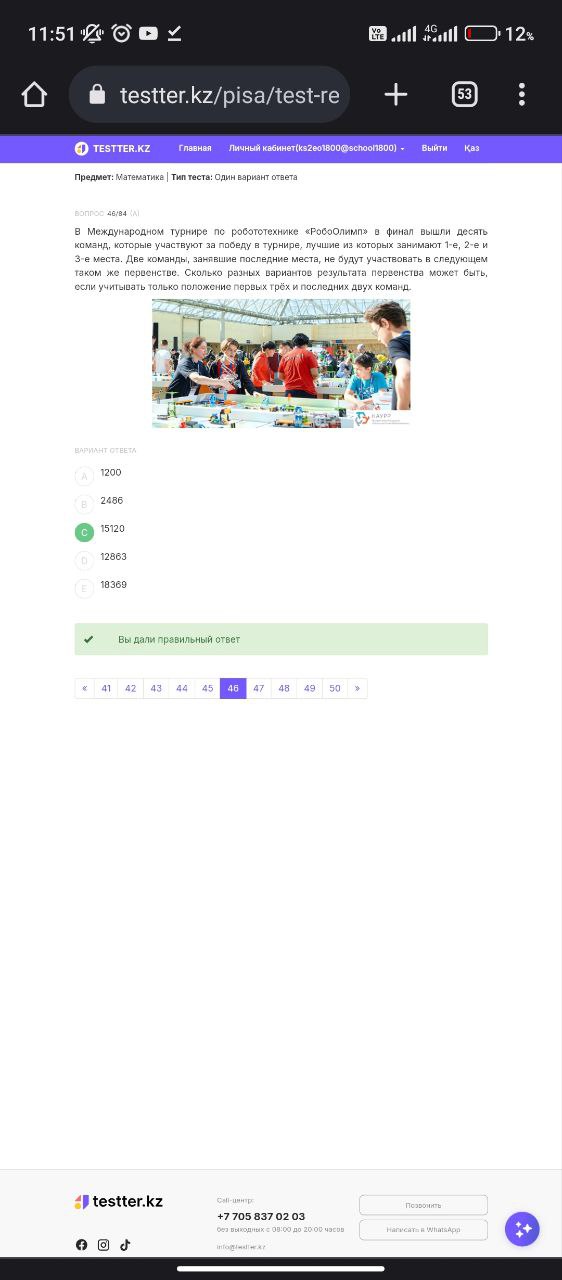 11:51
Vo LTE
4G
12%
testter.kz/pisa/test-re
53
TESTTER.KZ Главная Личный кабинет(ks2eo1800@school1800) Выйти Қаз
Предмет: Математика | Тип теста: Один вариант ответа
ВОПРОС 46/84 (A)
В Международном турнире по робототехнике «РобоОлимп» в финал вышли десять
команд, которые участвуют за победу в турнире, лучшие из которых занимают 1-е, 2-е и
3-е места. Две команды, занявшие последние места, не будут участвовать в следующем
таком же первенстве. Сколько разных вариантов результата первенства может быть,
если учитывать только положение первых трёх и последних двух команд.
ВАРИАНТ ОТВЕТА
A 1200
B 2486
C 15120
D 12863
E 18369
Вы дали правильный ответ
« 41 42 43 44 45 46 47 48 49 50 »
testter.kz
Call-центр:
+7 705 837 02 03
без выходных с 08:00 до 20:00 часов
info@testter.kz
Позвонить
Написать в WhatsApp